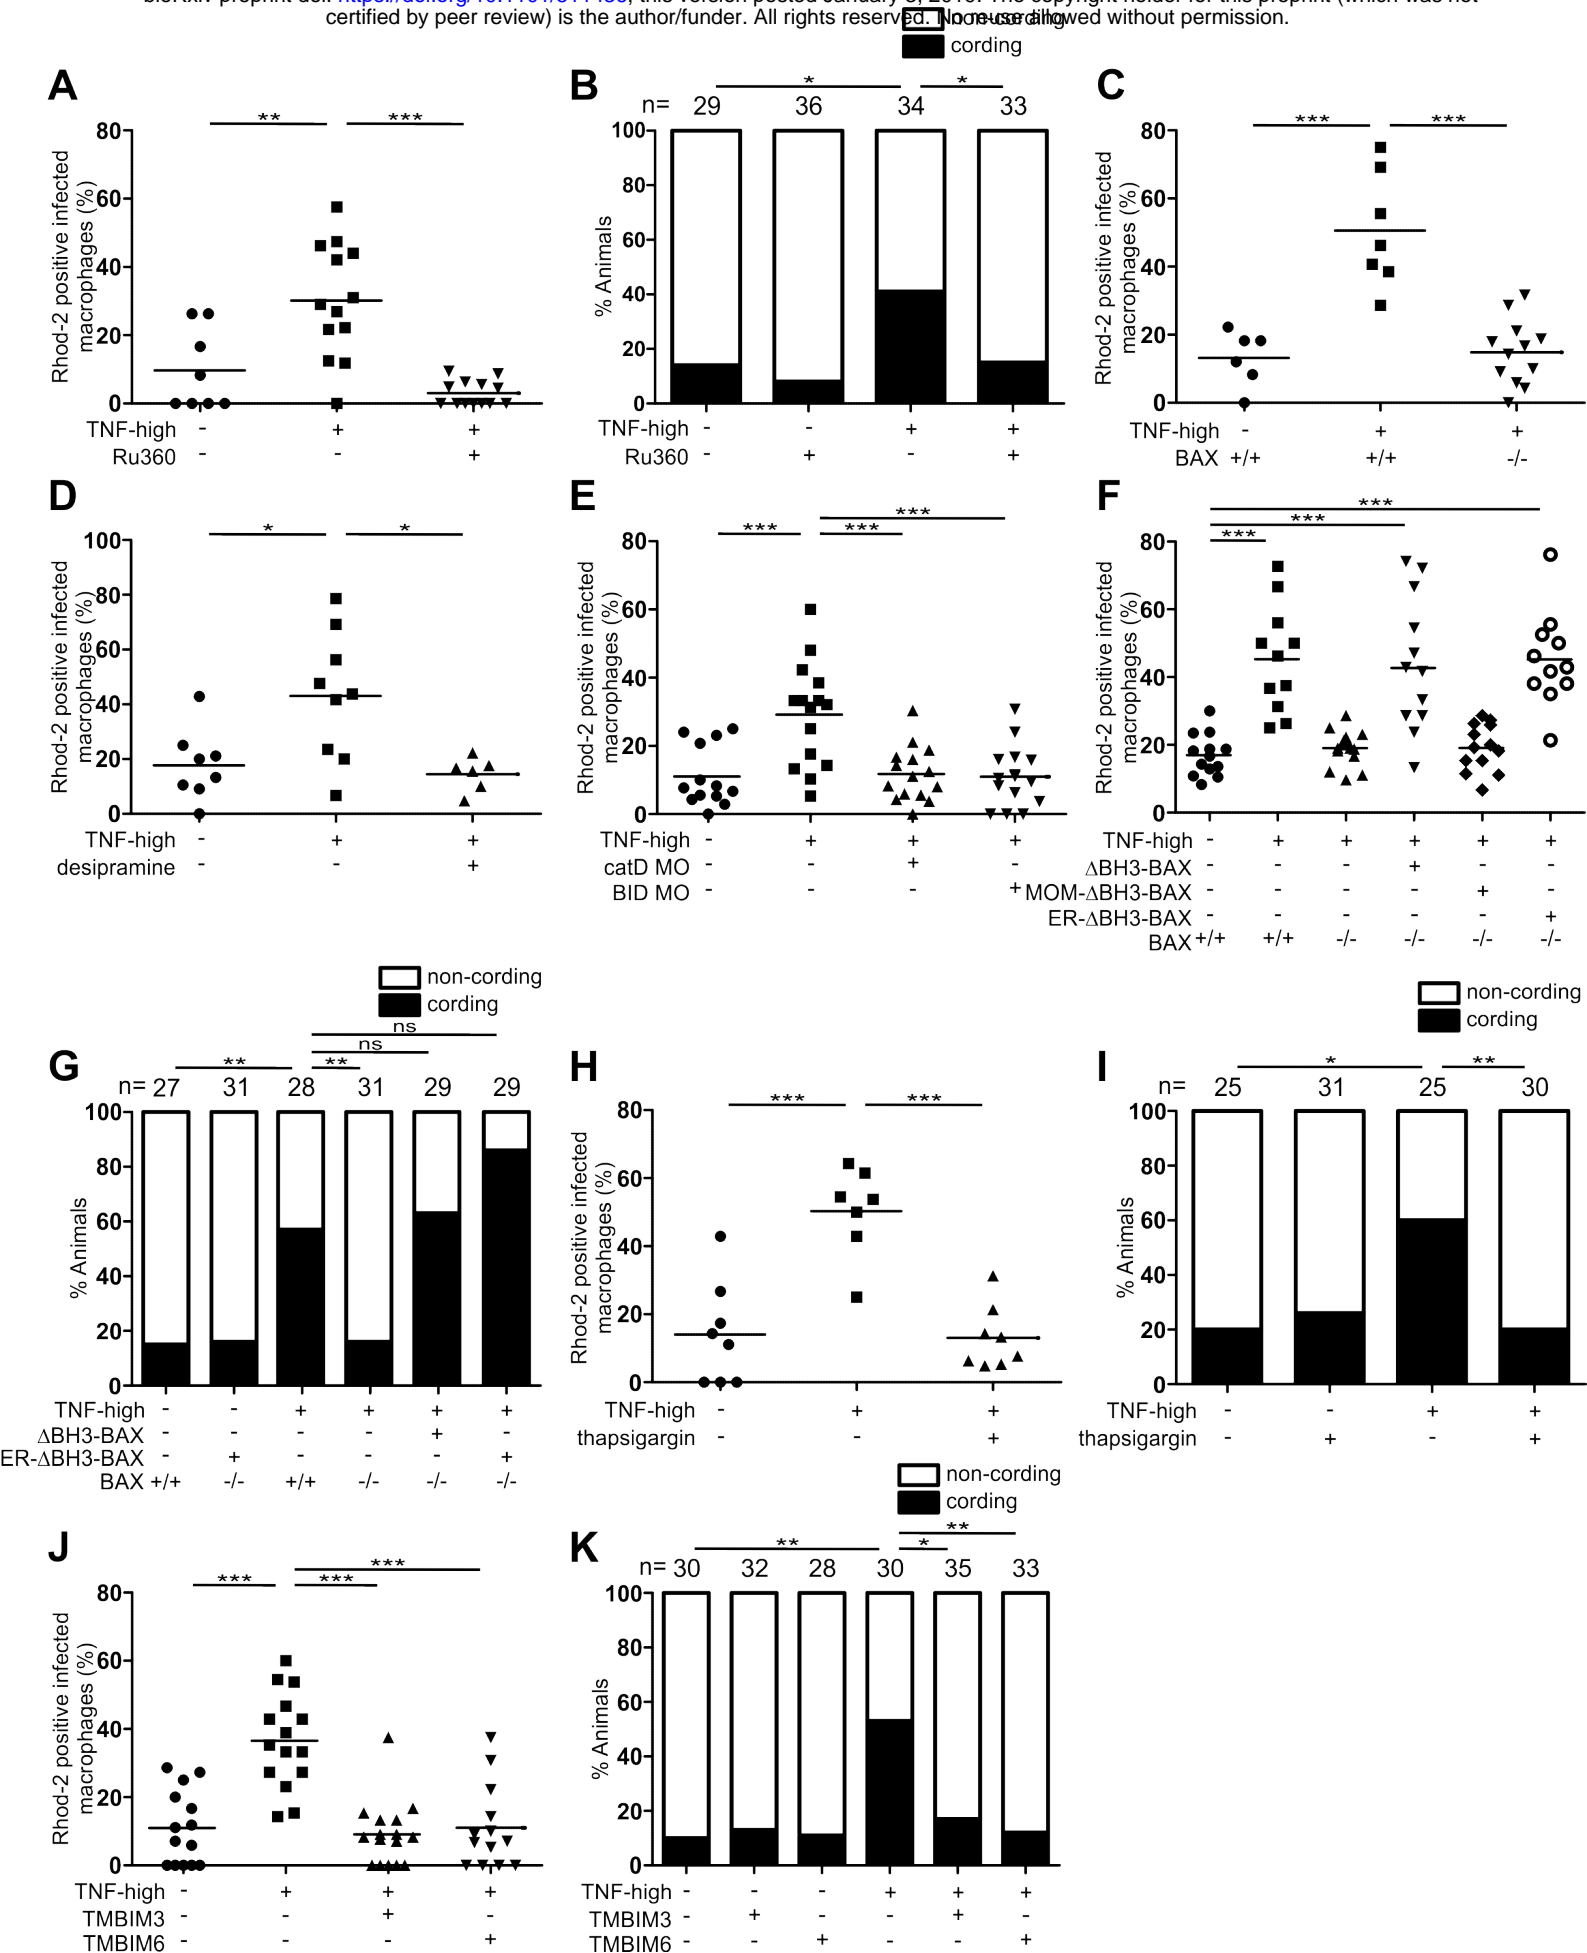 certified by peer review) is the author/funder. All rights reserved. No reuse allowed without permission.
non-cording
cording
A
** ***
Rhod-2 positive infected
macrophages (%)
80
60
40
20
0
TNF-high - + +
Ru360 - - +
B
* *
n= 29 36 34 33
% Animals
100
80
60
40
20
0
TNF-high - - + +
Ru360 - + - +
C
*** ***
Rhod-2 positive infected
macrophages (%)
80
60
40
20
0
TNF-high - + +
BAX +/+ +/+ -/-
D
* *
Rhod-2 positive infected
macrophages (%)
100
80
60
40
20
0
TNF-high - + +
desipramine - - +
E
***
*** ***
Rhod-2 positive infected
macrophages (%)
80
60
40
20
0
TNF-high - + + +
catD MO - - + -
BID MO - - - +
F
***
***
***
Rhod-2 positive infected
macrophages (%)
80
60
40
20
0
TNF-high - + + + + +
ΔBH3-BAX - - - + - -
MOM-ΔBH3-BAX - - - - + -
ER-ΔBH3-BAX - - - - - +
BAX +/+ +/+ -/- -/- -/- -/-
non-cording
cording
G
ns
ns
** **
n= 27 31 28 31 29 29
% Animals
100
80
60
40
20
0
TNF-high - - + + + +
ΔBH3-BAX - - - - + -
ER-ΔBH3-BAX - + - - - +
BAX +/+ -/- +/+ -/- -/- -/-
H
*** ***
Rhod-2 positive infected
macrophages (%)
80
60
40
20
0
TNF-high - + +
thapsigargin - - +
non-cording
cording
I
* **
n= 25 31 25 30
% Animals
100
80
60
40
20
0
TNF-high - - + +
thapsigargin - + - +
J
***
*** ***
Rhod-2 positive infected
macrophages (%)
80
60
40
20
0
TNF-high - + + +
TMBIM3 - - + -
TMBIM6 - - - +
non-cording
cording
K
**
** *
n= 30 32 28 30 35 33
% Animals
100
80
60
40
20
0
TNF-high - - - + + +
TMBIM3 - + - - + -
TMBIM6 - - + - - +